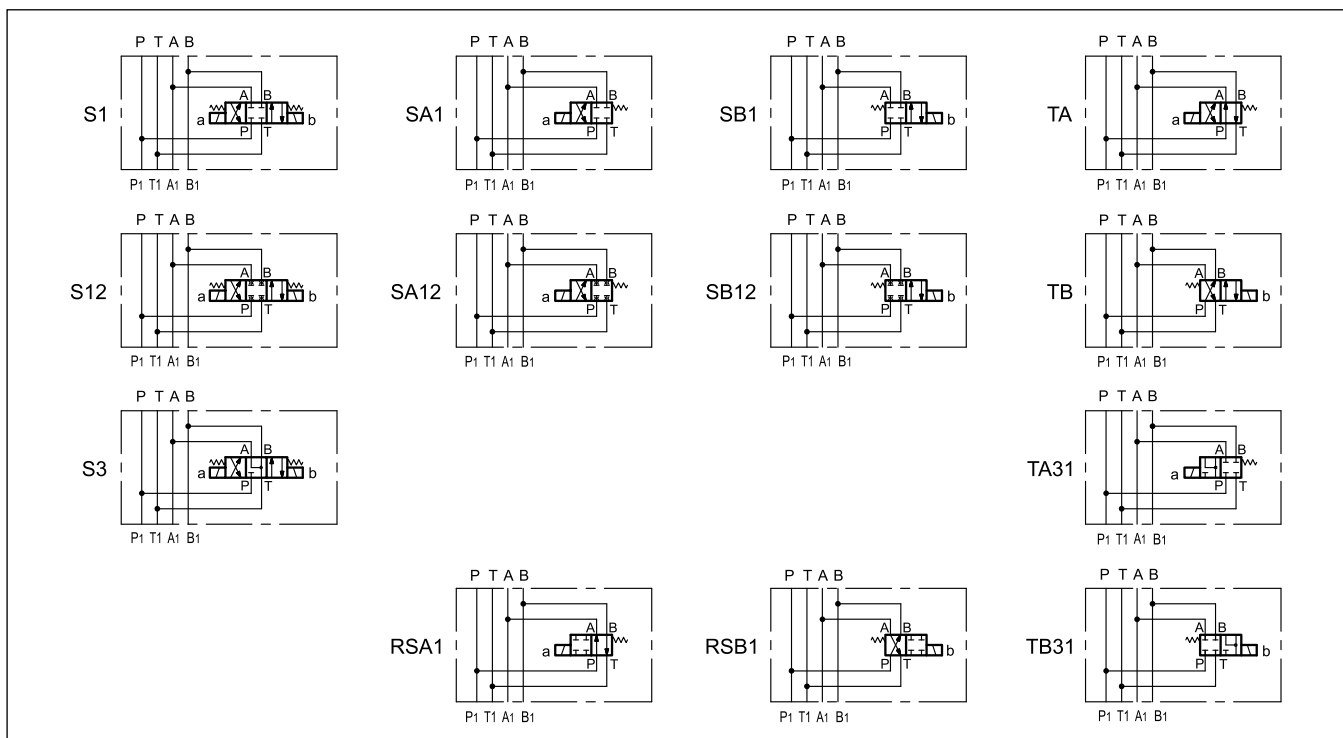 P T A B
S1
A B
a b
P T
P1 T1 A1 B1
P T A B
SA1
A B
a
P T
P1 T1 A1 B1
P T A B
SB1
A B
b
P T
P1 T1 A1 B1
P T A B
TA
A B
a
P T
P1 T1 A1 B1
P T A B
S12
A B
a b
P T
P1 T1 A1 B1
P T A B
SA12
A B
a
P T
P1 T1 A1 B1
P T A B
SB12
A B
b
P T
P1 T1 A1 B1
P T A B
TB
A B
b
P T
P1 T1 A1 B1
P T A B
S3
A B
a b
P T
P1 T1 A1 B1
P T A B
TA31
A B
a
P T
P1 T1 A1 B1
P T A B
RSA1
A B
a
P T
P1 T1 A1 B1
P T A B
RSB1
A B
b
P T
P1 T1 A1 B1
P T A B
TB31
A B
b
P T
P1 T1 A1 B1